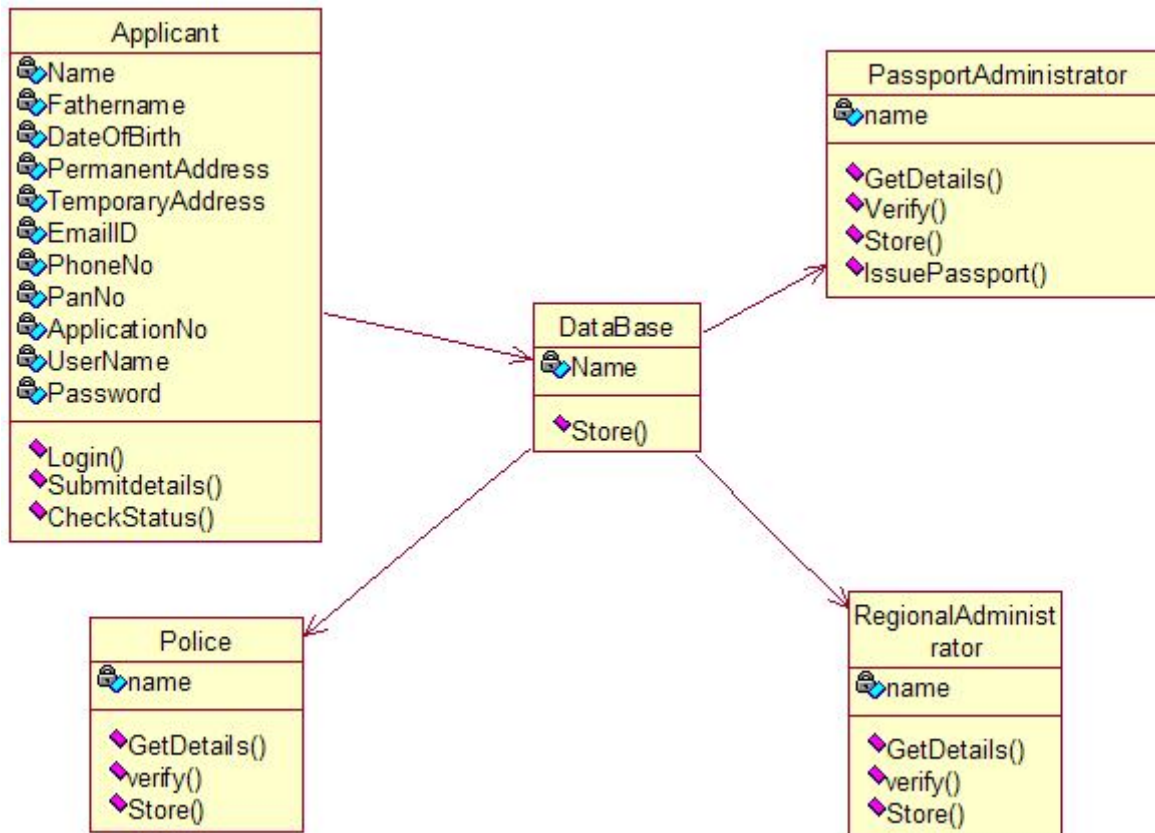 Applicant
Name
Fathername
DateOfBirth
PermanentAddress
TemporaryAddress
EmailID
PhoneNo
PanNo
ApplicationNo
UserName
Password
Login()
Submitdetails()
CheckStatus()
PassportAdministrator
name
GetDetails()
Verify()
Store()
IssuePassport()
DataBase
Name
Store()
Police
name
GetDetails()
verify()
Store()
RegionalAdminist
rator
name
GetDetails()
verify()
Store()